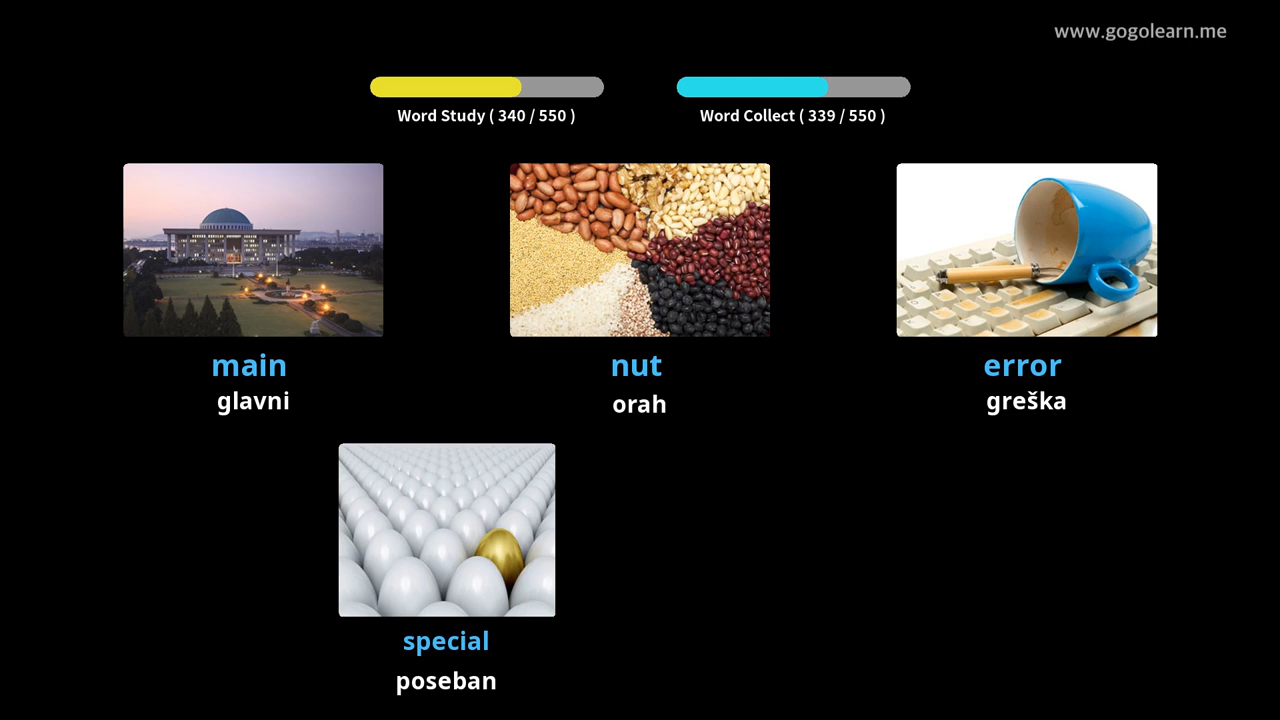 www.gogolearn.me
Word Study ( 340 / 550 )
Word Collect ( 339 / 550 )
main
glavni
nut
orah
error
greška
special
poseban